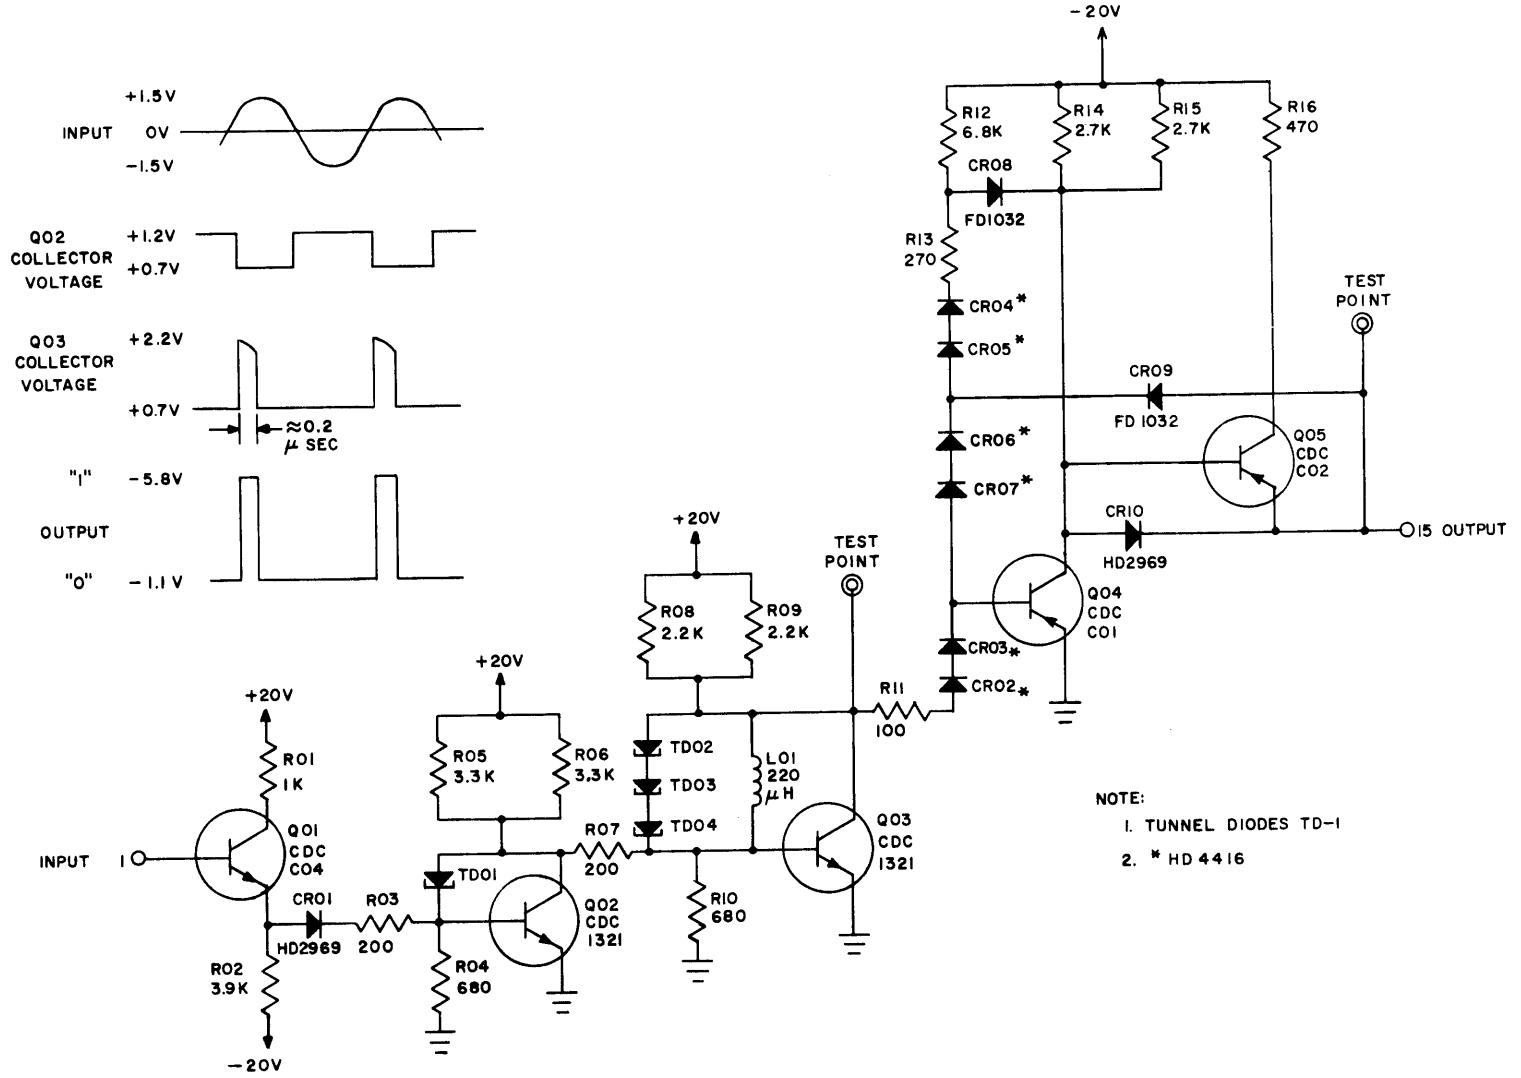 +1.5V
INPUT 0V
-1.5V
Q02 COLLECTOR VOLTAGE
+1.2V
+0.7V
Q03 COLLECTOR VOLTAGE
+2.2V
+0.7V
≈0.2 μ SEC
"1" -5.8V
OUTPUT
"0" -1.1V
-20V
R12
6.8K
R14
2.7K
R15
2.7K
R16
470
CR08
FD1032
R13
270
CR04*
CR05*
CR09
FD1032
TEST POINT
CR06*
CR07*
Q05
CDC
C02
CR10
HD2969
15 OUTPUT
Q04
CDC
C01
CR03*
CR02*
R11
100
TEST POINT
+20V
R08
2.2K
R09
2.2K
TD02
TD03
TD04
L01
220
μH
Q03
CDC
1321
R10
680
+20V
R05
3.3K
R06
3.3K
R07
200
TD01
Q02
CDC
1321
R04
680
+20V
R01
1K
Q01
CDC
C04
INPUT 1
CR01
HD2969
R03
200
R02
3.9K
-20V
NOTE:
1. TUNNEL DIODES TD-1
2. * HD 4416